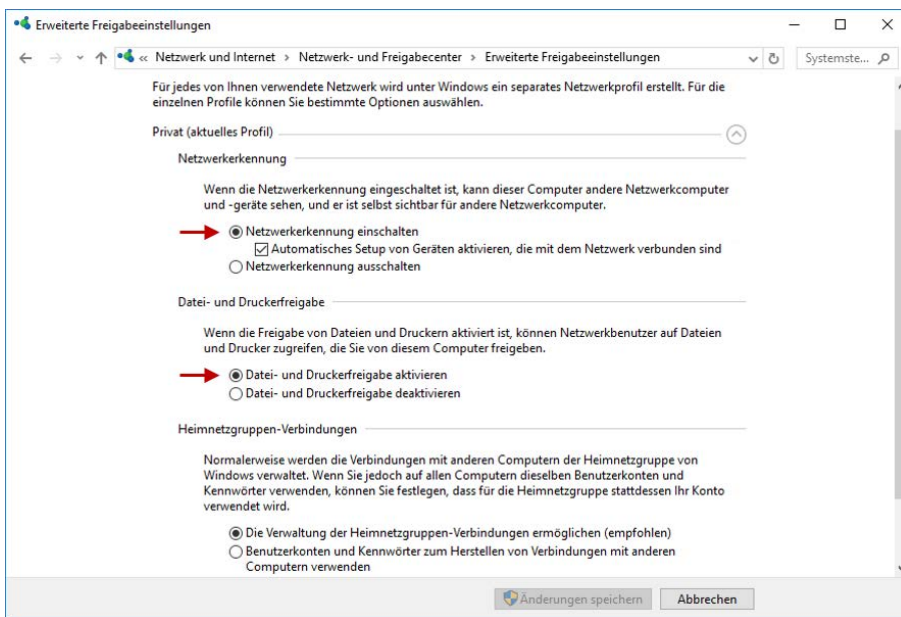 Erweiterte Freigabeeinstellungen
« Netzwerk und Internet > Netzwerk- und Freigabecenter > Erweiterte Freigabeeinstellungen
Systemste...
Für jedes von Ihnen verwendete Netzwerk wird unter Windows ein separates Netzwerkprofil erstellt. Für die
einzelnen Profile können Sie bestimmte Optionen auswählen.
Privat (aktuelles Profil)
Netzwerkerkennung
Wenn die Netzwerkerkennung eingeschaltet ist, kann dieser Computer andere Netzwerkcomputer
und -geräte sehen, und er ist selbst sichtbar für andere Netzwerkcomputer.
Netzwerkerkennung einschalten
Automatisches Setup von Geräten aktivieren, die mit dem Netzwerk verbunden sind
Netzwerkerkennung ausschalten
Datei- und Druckerfreigabe
Wenn die Freigabe von Dateien und Druckern aktiviert ist, können Netzwerkbenutzer auf Dateien
und Drucker zugreifen, die Sie von diesem Computer freigeben.
Datei- und Druckerfreigabe aktivieren
Datei- und Druckerfreigabe deaktivieren
Heimnetzgruppen-Verbindungen
Normalerweise werden die Verbindungen mit anderen Computern der Heimnetzgruppe von
Windows verwaltet. Wenn Sie jedoch auf allen Computern dieselben Benutzerkonten und
Kennwörter verwenden, können Sie festlegen, dass für die Heimnetzgruppe stattdessen Ihr Konto
verwendet wird.
Die Verwaltung der Heimnetzgruppen-Verbindungen ermöglichen (empfohlen)
Benutzerkonten und Kennwörter zum Herstellen von Verbindungen mit anderen
Computern verwenden
Änderungen speichern
Abbrechen